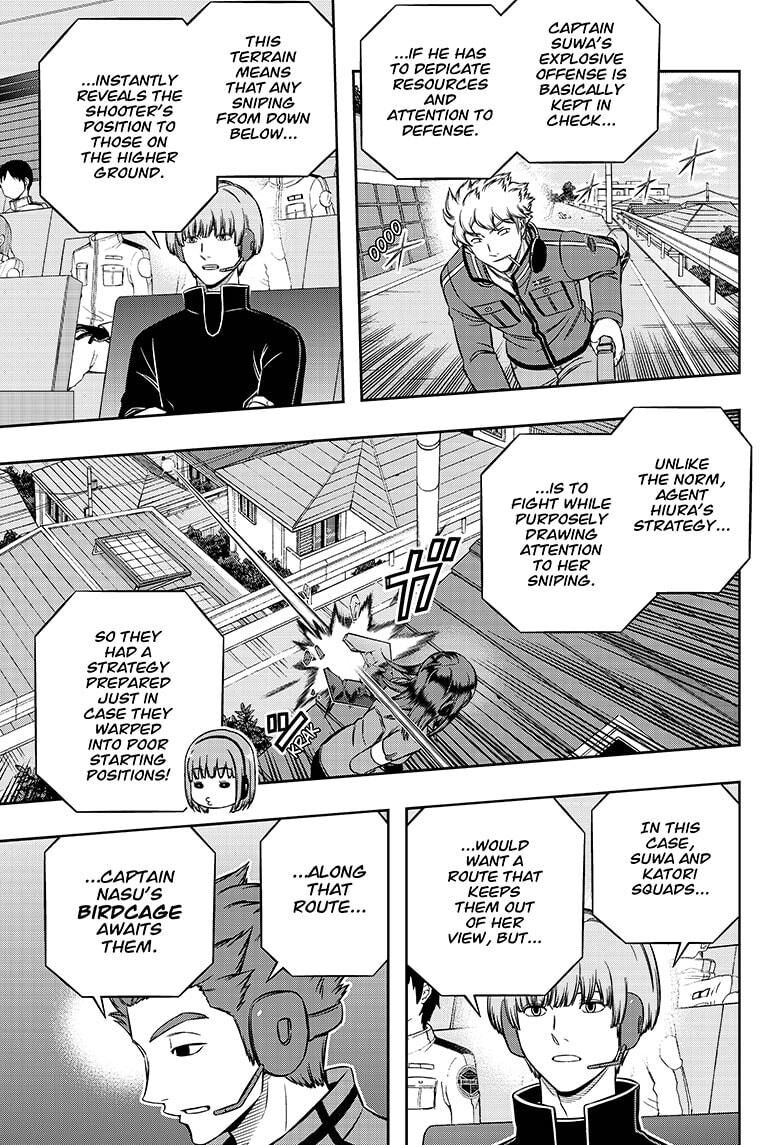 CAPTAIN
SUWA'S
EXPLOSIVE
OFFENSE IS
BASICALLY
KEPT IN
CHECK...
...IF HE HAS
TO DEDICATE
RESOURCES
AND
ATTENTION TO
DEFENSE.
OOOO
THIS
TERRAIN
MEANS
THAT ANY
SNIPING
FROM DOWN
BELOW...
...INSTANTLY
REVEALS THE
SHOOTER'S
POSITION TO
THOSE ON
THE HIGHER
GROUND.
UNLIKE
THE NORM,
AGENT
HIURA'S
STRATEGY...
...IS TO
FIGHT WHILE
PURPOSELY
DRAWING
ATTENTION
TO HER
SNIPING.
ガガ
KRAK
SO THEY
HAD A
STRATEGY
PREPARED
JUST IN
CASE THEY
WARPED
INTO POOR
STARTING
POSITIONS!
IN THIS
CASE,
SUWA AND
KATORI
SQUADS...
...WOULD
WANT A
ROUTE THAT
KEEPS
THEM OUT
OF HER
VIEW, BUT...
...ALONG
THAT
ROUTE...
...CAPTAIN
NASU'S
BIRDCAGE
AWAITS
THEM.